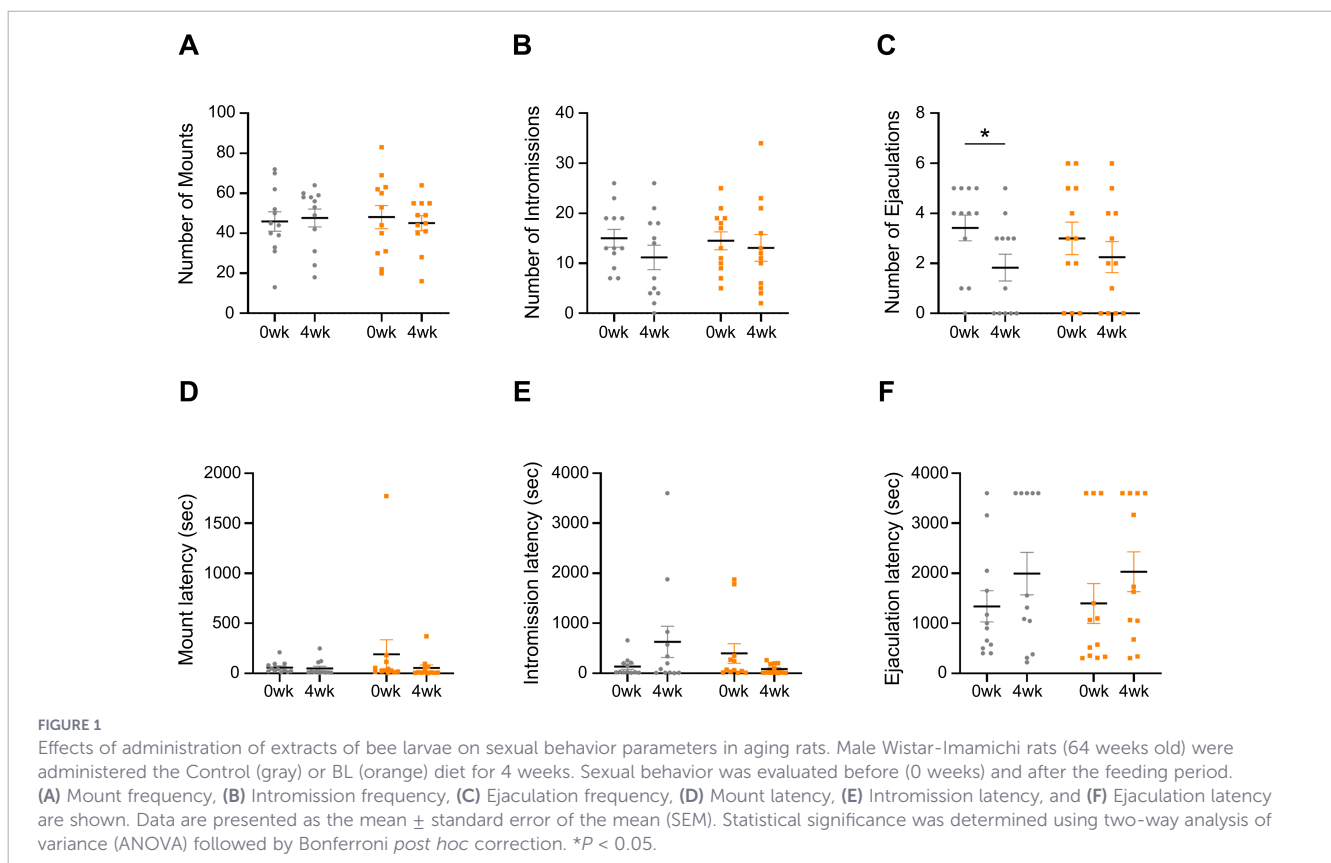 A
B
C
Number of Mounts
100
80
60
40
20
0
0wk 4wk 0wk 4wk
Number of Intromissions
40
30
20
10
0
0wk 4wk 0wk 4wk
Number of Ejaculations
8
6
4
2
0
*
0wk 4wk 0wk 4wk
D
E
F
Mount latency (sec)
2000
1500
1000
500
0
0wk 4wk 0wk 4wk
Intromission latency (sec)
4000
3000
2000
1000
0
0wk 4wk 0wk 4wk
Ejaculation latency (sec)
4000
3000
2000
1000
0
0wk 4wk 0wk 4wk
FIGURE 1
Effects of administration of extracts of bee larvae on sexual behavior parameters in aging rats. Male Wistar-Imamichi rats (64 weeks old) were
administered the Control (gray) or BL (orange) diet for 4 weeks. Sexual behavior was evaluated before (0 weeks) and after the feeding period.
(A) Mount frequency, (B) Intromission frequency, (C) Ejaculation frequency, (D) Mount latency, (E) Intromission latency, and (F) Ejaculation latency
are shown. Data are presented as the mean ± standard error of the mean (SEM). Statistical significance was determined using two-way analysis of
variance (ANOVA) followed by Bonferroni post hoc correction. *P < 0.05.